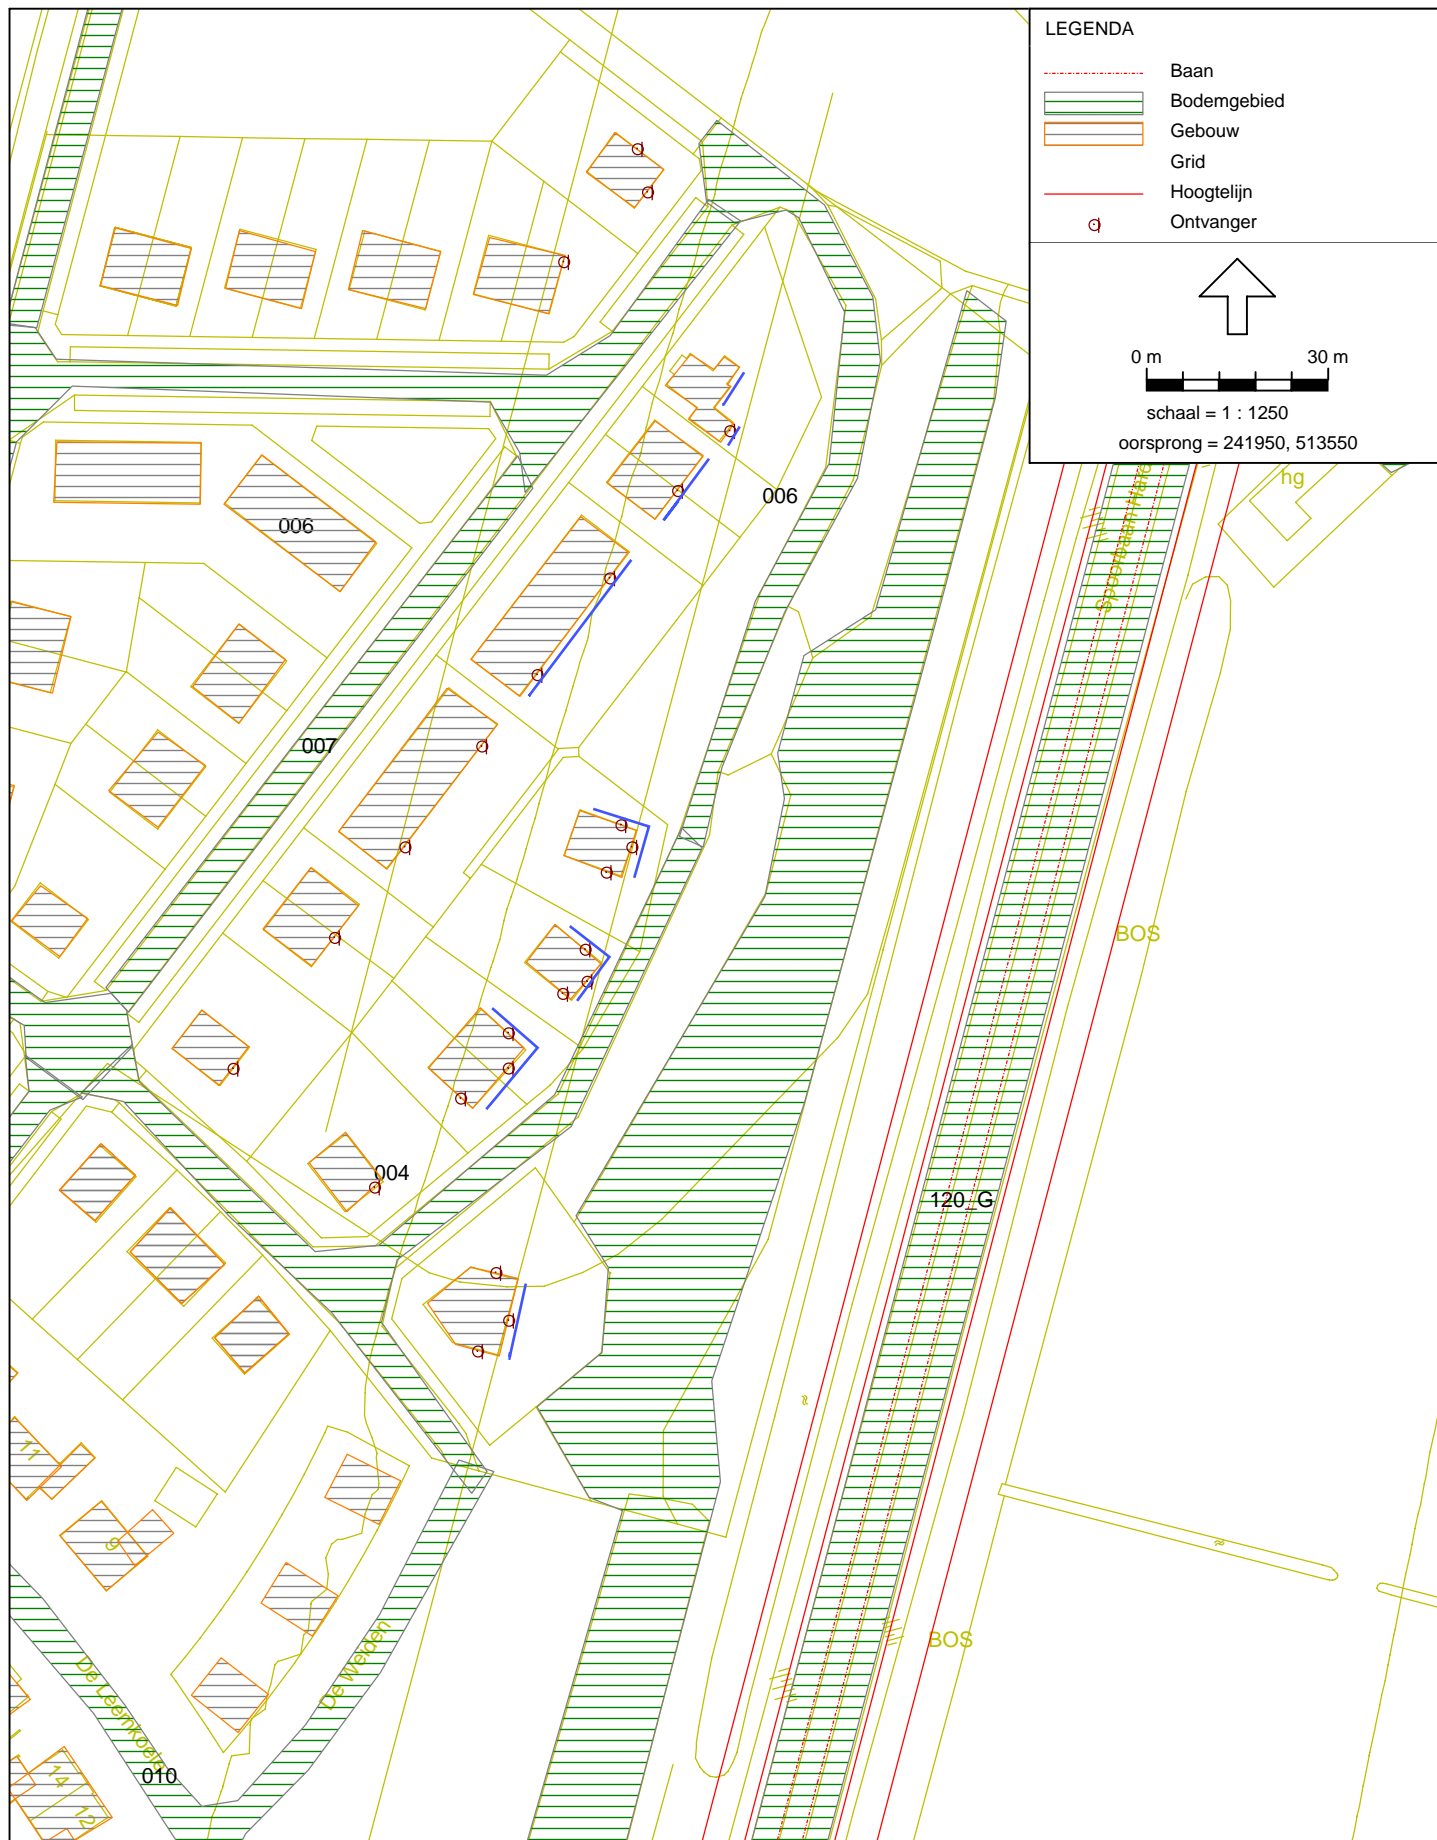 LEGENDA
Baan
Bodemgebied
Gebouw
Grid
Hoogtelijn
Ontvanger
0 m 30 m
schaal = 1 : 1250
oorsprong = 241950, 513550
hg
006
006
007
BOS
004
120_G
11
9
BOS
De Weiden
De Leemkoele
010
14
12